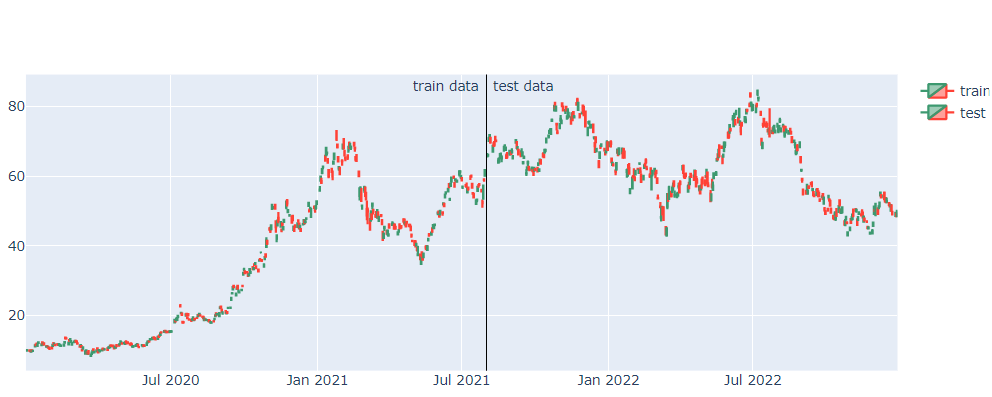 train data
test data
train
test
80
60
40
20
Jul 2020
Jan 2021
Jul 2021
Jan 2022
Jul 2022